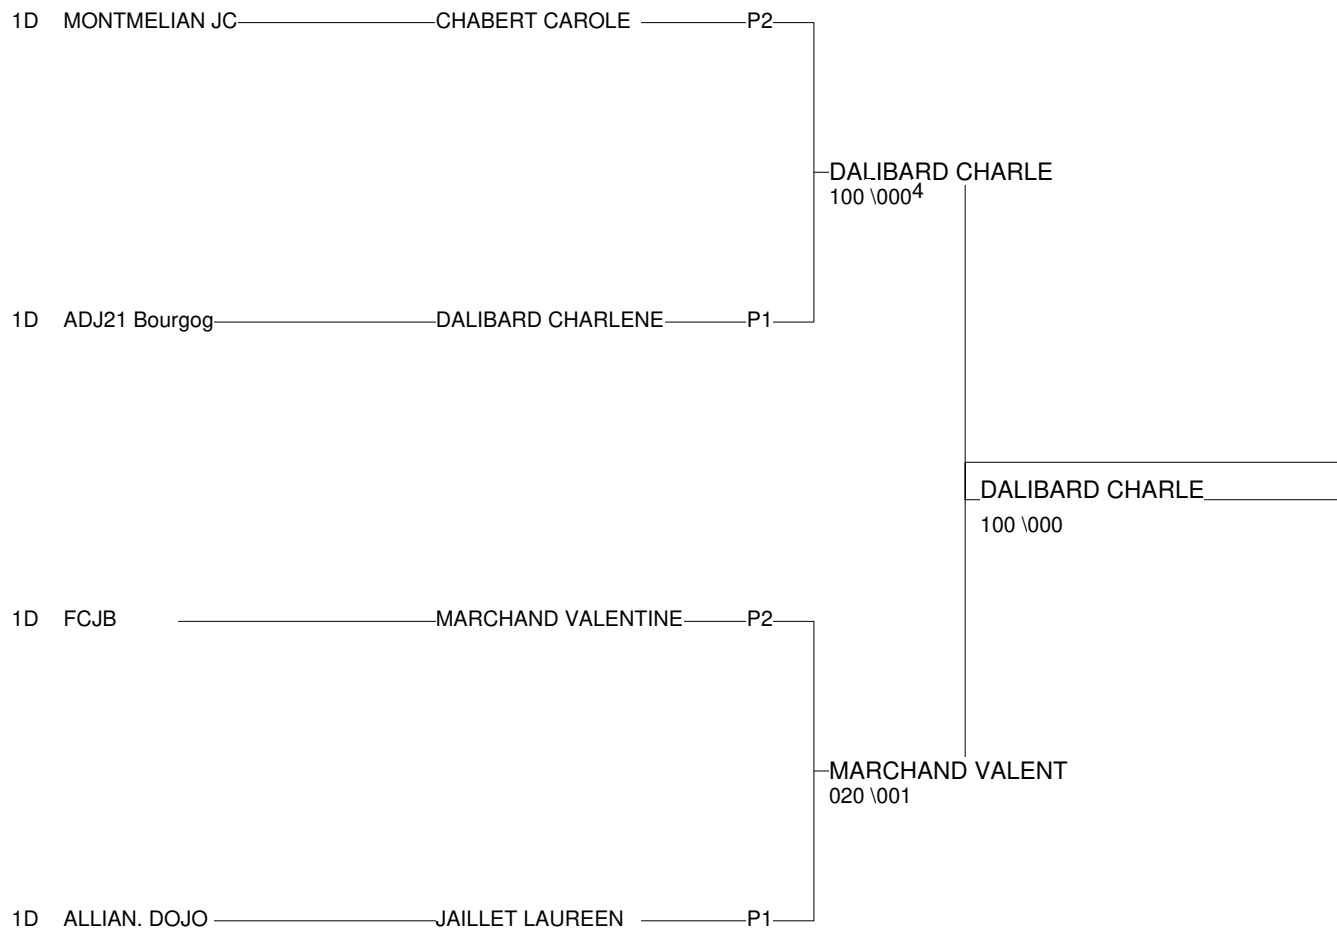 1D MONTMELIAN JC CHABERT CAROLE P2
DALIBARD CHARLE
100 \000 4
1D ADJ21 Bourgog DALIBARD CHARLENE P1
DALIBARD CHARLE
100 \000
1D FCJB MARCHAND VALENTINE P2
MARCHAND VALENT
020 \001
1D ALLIAN. DOJO JAILLET LAUREEN P1